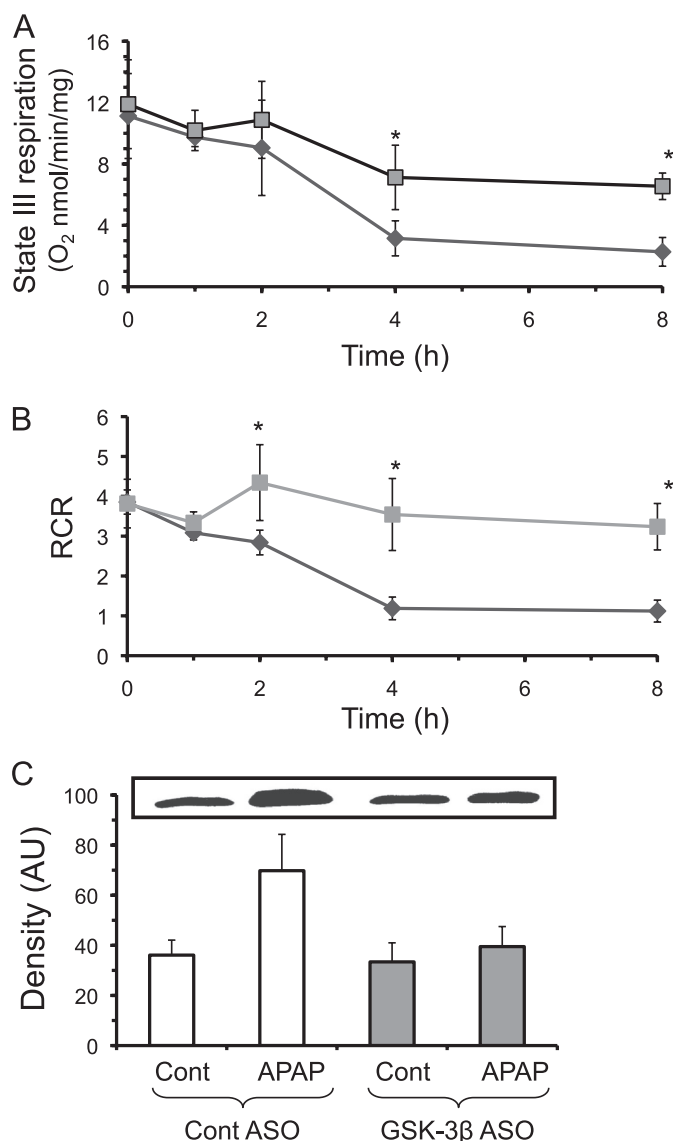 A
State III respiration
(O₂ nmol/min/mg)
16
12
8
4
0
*
*
0 2 4 6 8
Time (h)
B
RCR
6
5
4
3
2
1
0
*
*
*
0 2 4 6 8
Time (h)
C
Density (AU)
100
80
60
40
20
0
Cont APAP Cont APAP
Cont ASO GSK-3β ASO